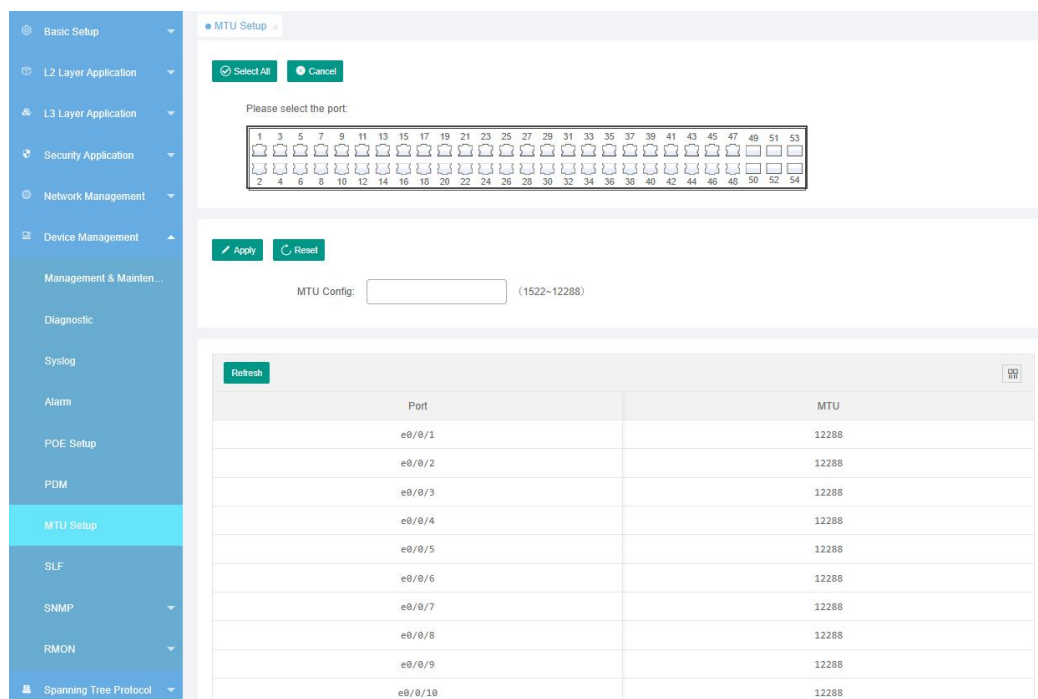 Basic Setup
L2 Layer Application
L3 Layer Application
Security Application
Network Management
Device Management
Management & Mainten...
Diagnostic
Syslog
Alarm
POE Setup
PDM
MTU Setup
SLF
SNMP
RMON
Spanning Tree Protocol
MTU Setup ×
Select All Cancel
Please select the port:
1 3 5 7 9 11 13 15 17 19 21 23 25 27 29 31 33 35 37 39 41 43 45 47 49 51 53
2 4 6 8 10 12 14 16 18 20 22 24 26 28 30 32 34 36 38 40 42 44 46 48 50 52 54
Apply Reset
MTU Config: （1522~12288）
Refresh
Port MTU
e0/0/1 12288
e0/0/2 12288
e0/0/3 12288
e0/0/4 12288
e0/0/5 12288
e0/0/6 12288
e0/0/7 12288
e0/0/8 12288
e0/0/9 12288
e0/0/10 12288